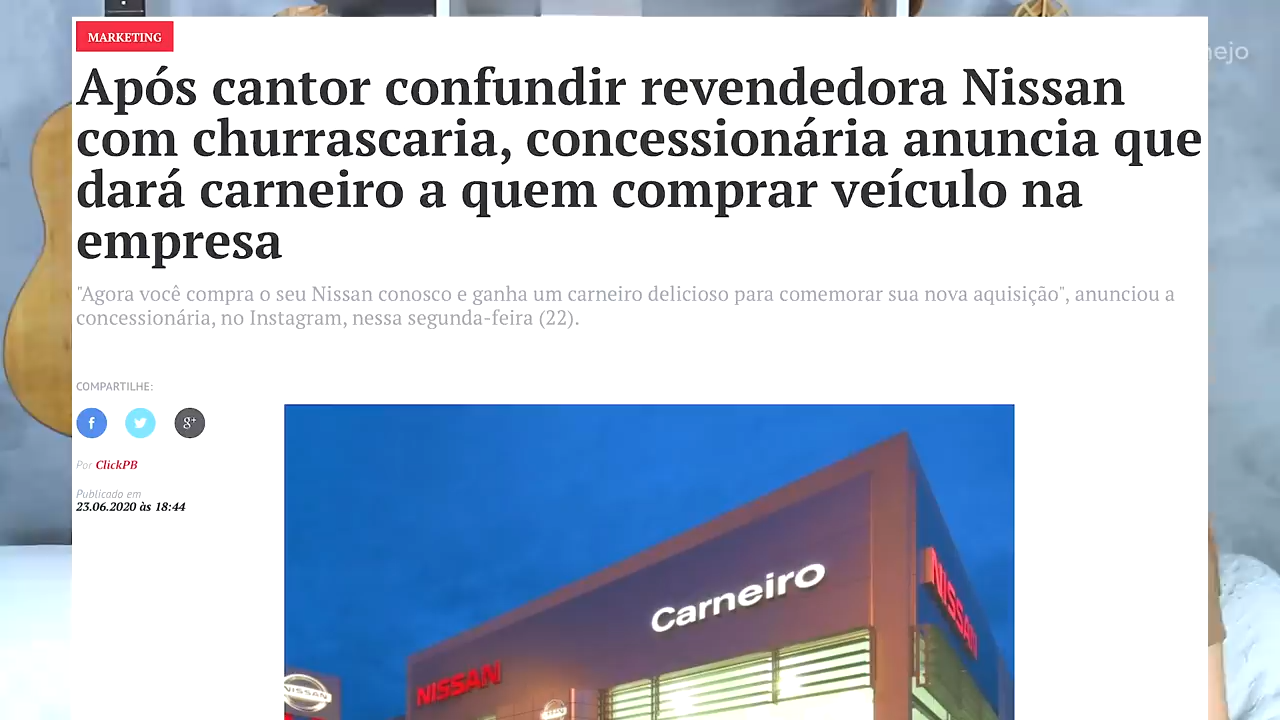 MARKETING
Após cantor confundir revendedora Nissan
com churrascaria, concessionária anuncia que
dará carneiro a quem comprar veículo na
empresa
"Agora você compra o seu Nissan conosco e ganha um carneiro delicioso para comemorar sua nova aquisição", anunciou a
concessionária, no Instagram, nessa segunda-feira (22).
COMPARTILHE:
f
g+
Por ClickPB
Publicado em
23.06.2020 às 18:44
Carneiro
NISSAN
NISSAN
NISSAN